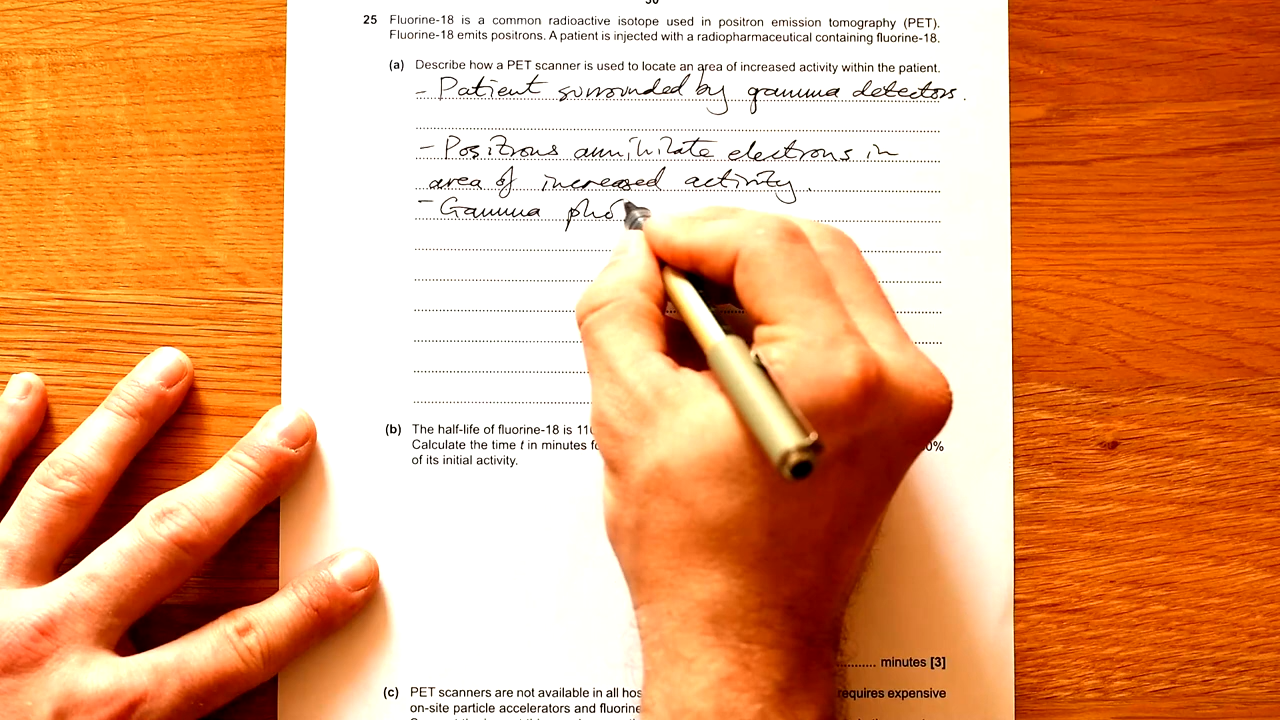 25 Fluorine-18 is a common radioactive isotope used in positron emission tomography (PET).
Fluorine-18 emits positrons. A patient is injected with a radiopharmaceutical containing fluorine-18.
(a) Describe how a PET scanner is used to locate an area of increased activity within the patient.
- Patient surrounded by gamma detectors.
- Positrons annihilate electrons in
area of increased activity.
- Gamma pho
(b) The half-life of fluorine-18 is 11
Calculate the time t in minutes
0%
of its initial activity.
minutes [3]
(c) PET scanners are not available in all
requires expensive
on-site particle accelerators and